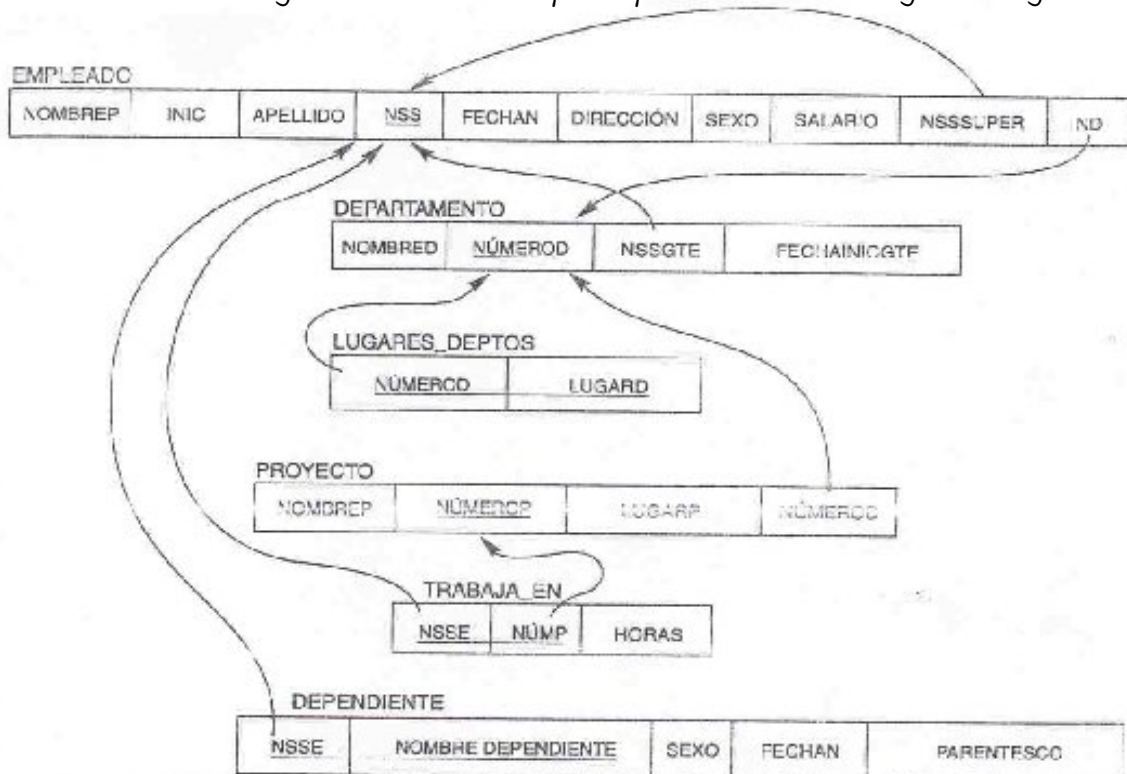 EMPLEADO
NOMBREP INIC APELLIDO NSS FECHAN DIRECCIÓN SEXO SALARIO NSSSUPER ND
DEPARTAMENTO
NOMBRED NÚMEROD NSSGTE FECHAINICGTE
LUGARES_DEPTOS
NÚMEROD LUGARD
PROYECTO
NOMBREP NÚMEROP LUGARP NÚMEROD
TRABAJA_EN
NSSE NÚMP HORAS
DEPENDIENTE
NSSE NOMBRE DEPENDIENTE SEXO FECHAN PARENTESCO